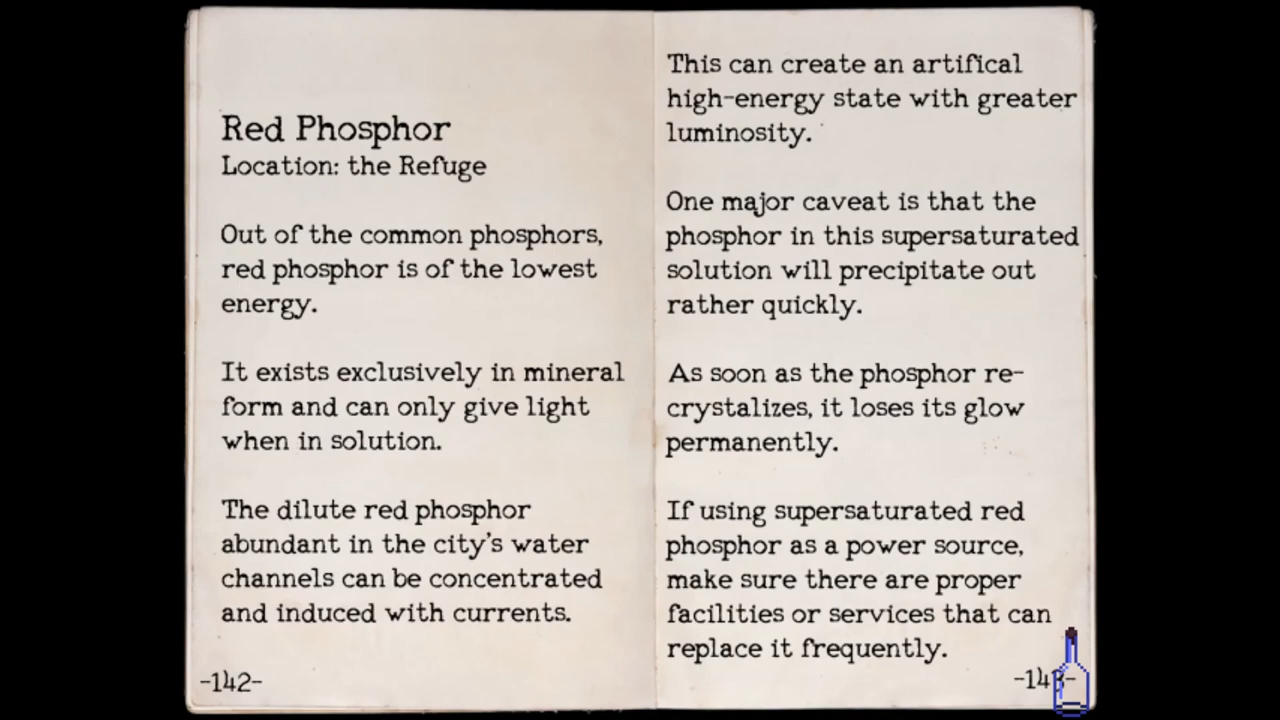 Red Phosphor
Location: the Refuge
Out of the common phosphors,
red phosphor is of the lowest
energy.
It exists exclusively in mineral
form and can only give light
when in solution.
The dilute red phosphor
abundant in the city's water
channels can be concentrated
and induced with currents.
-142-
This can create an artifical
high-energy state with greater
luminosity.
One major caveat is that the
phosphor in this supersaturated
solution will precipitate out
rather quickly.
As soon as the phosphor re-
crystalizes, it loses its glow
permanently.
If using supersaturated red
phosphor as a power source,
make sure there are proper
facilities or services that can
replace it frequently.
-143-